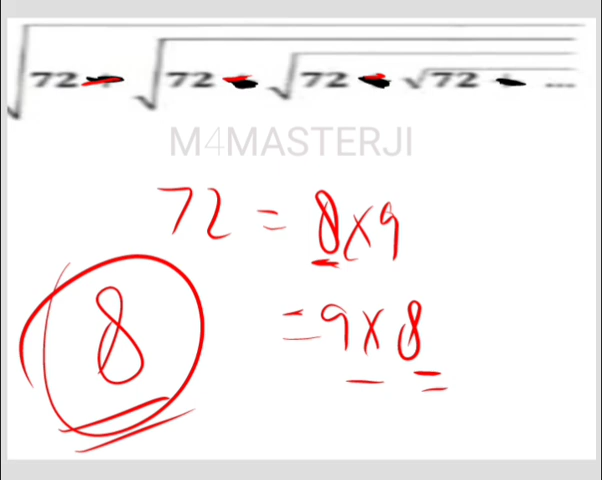 √72 - √72 - √72 - √72 - ...
M4MASTERJI
72 = 8×9
= 9×8
8